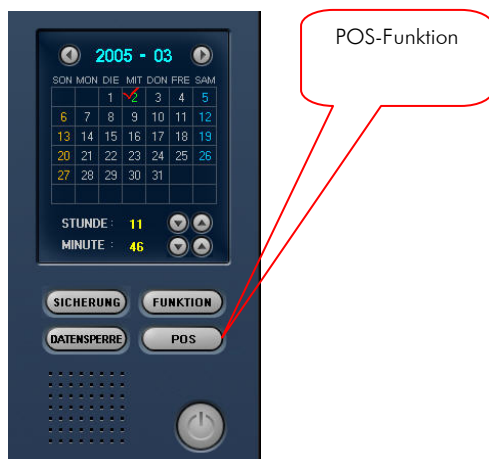 POS-Funktion
2005 - 03
SON MON DIE MIT DON FRE SAM
1 2 3 4 5
6 7 8 9 10 11 12
13 14 15 16 17 18 19
20 21 22 23 24 25 26
27 28 29 30 31
STUNDE : 11
MINUTE : 46
SICHERUNG FUNKTION
DATENSPERRE POS